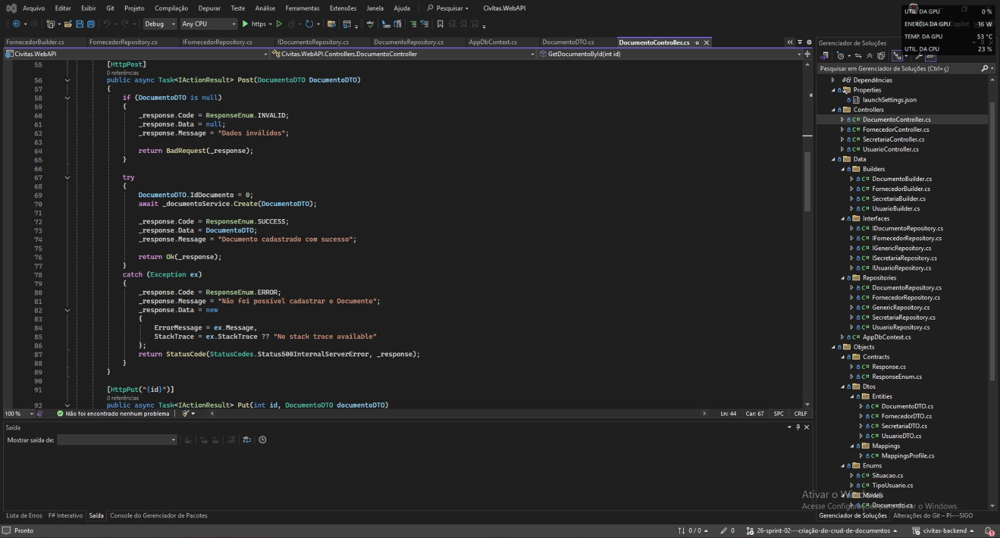 Arquivo Editar Exibir Git Projeto Compilação Depurar Teste Análise Ferramentas Extensões Janela Ajuda Pesquisar Civitas.WebAPI
UTIL DA GPU 0 %
ENERGIA DA GPU 16 W
TEMP. DA GPU 53 °C
UTIL DA CPU 23 %
Debug Any CPU https
FornecedorBuilder.cs FornecedorRepository.cs IFornecedorRepository.cs IDocumentoRepository.cs DocumentoRepository.cs AppDbContext.cs DocumentoDTO.cs DocumentoController.cs
Civitas.WebAPI Civitas.WebAPI.Controllers.DocumentoController GetDocumentoById(int id)
55 [HttpPost]
0 referências
56 public async Task<IActionResult> Post(DocumentoDTO DocumentoDTO)
57 {
58 if (DocumentoDTO is null)
59 {
60 _response.Code = ResponseEnum.INVALID;
61 _response.Data = null;
62 _response.Message = "Dados inválidos";
63
64 return BadRequest(_response);
65 }
66
67 try
68 {
69 DocumentoDTO.IdDocumento = 0;
70 await _documentoService.Create(DocumentoDTO);
71
72 _response.Code = ResponseEnum.SUCCESS;
73 _response.Data = DocumentoDTO;
74 _response.Message = "Documento cadastrado com sucesso";
75
76 return Ok(_response);
77 }
78 catch (Exception ex)
79 {
80 _response.Code = ResponseEnum.ERROR;
81 _response.Message = "Não foi possível cadastrar o Documento";
82 _response.Data = new
83 {
84 ErrorMessage = ex.Message,
85 StackTrace = ex.StackTrace ?? "No stack trace available"
86 };
87 return StatusCode(StatusCodes.Status500InternalServerError, _response);
88 }
89 }
90
91 [HttpPut("{id}")]
0 referências
92 public async Task<IActionResult> Put(int id, DocumentoDTO documentoDTO)
100 % Não foi encontrado nenhum problema Ln: 44 Car: 67 SPC CRLF
Saída
Mostrar saída de:
Lista de Erros F# Interativo Saída Console do Gerenciador de Pacotes
Gerenciador de Soluções
Pesquisar em Gerenciador de Soluções (Ctrl+ç)
Dependências
Properties
launchSettings.json
Controllers
C# DocumentoController.cs
C# FornecedorController.cs
C# SecretariaController.cs
C# UsuarioController.cs
Data
Builders
C# DocumentoBuilder.cs
C# FornecedorBuilder.cs
C# SecretariaBuilder.cs
C# UsuarioBuilder.cs
Interfaces
C# IDocumentoRepository.cs
C# IFornecedorRepository.cs
C# IGenericRepository.cs
C# ISecretariaRepository.cs
C# IUsuarioRepository.cs
Repositories
C# DocumentoRepository.cs
C# FornecedorRepository.cs
C# GenericRepository.cs
C# SecretariaRepository.cs
C# UsuarioRepository.cs
C# AppDbContext.cs
Objects
Contracts
C# Response.cs
C# ResponseEnum.cs
Dtos
Entities
C# DocumentoDTO.cs
C# FornecedorDTO.cs
C# SecretariaDTO.cs
C# UsuarioDTO.cs
Mappings
C# MappingsProfile.cs
Enums
C# Situacao.cs
C# TipoUsuario.cs
Models
C# Documento.cs
Ativar o Windows
Acesse Configurações para ativar o Windows.
Gerenciador de Soluções Alterações do Git – PI---SIGO
Pronto 0 / 0 0 26-sprint-02---criação-do-crud-de-documentos civitas-backend 1